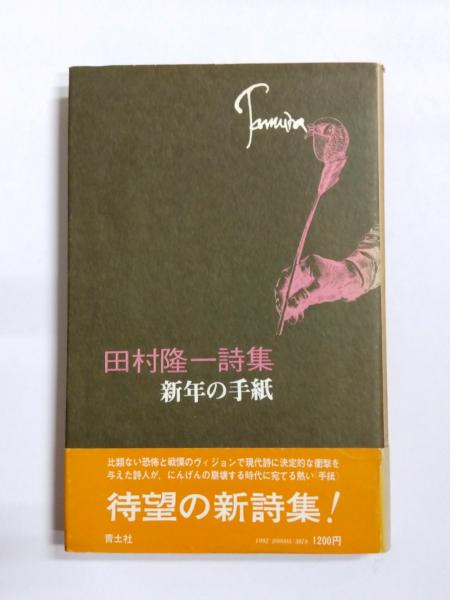 Tamura
田村隆一詩集
新年の手紙
比類ない恐怖と戦慄のヴィジョンで現代詩に決定的な衝撃を
与えた詩人が、にんげんの崩壊する時代に宛てる熱い〈手紙〉
待望の新詩集!
青土社
1200円